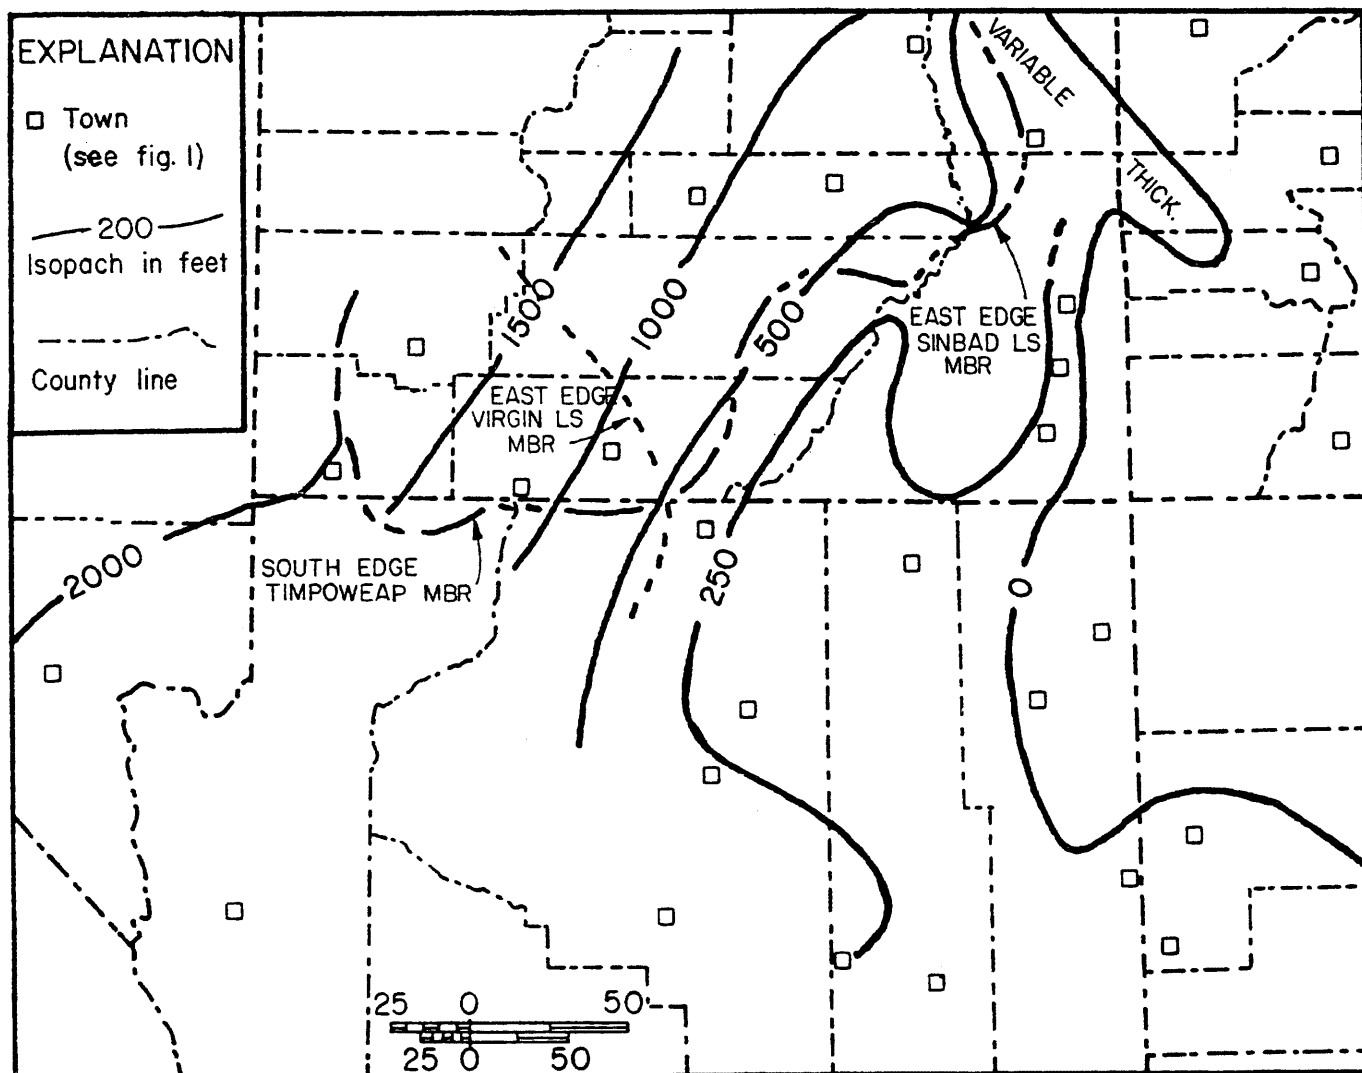 EXPLANATION
Town
(see fig. 1)
200
Isopach in feet
County line
VARIABLE
THICK.
1500
1000
500
EAST EDGE
SINBAD LS
MBR
EAST EDGE
VIRGIN LS
MBR
2000
SOUTH EDGE
TIMPOWEAP MBR
250
0
25 0 50
25 0 50